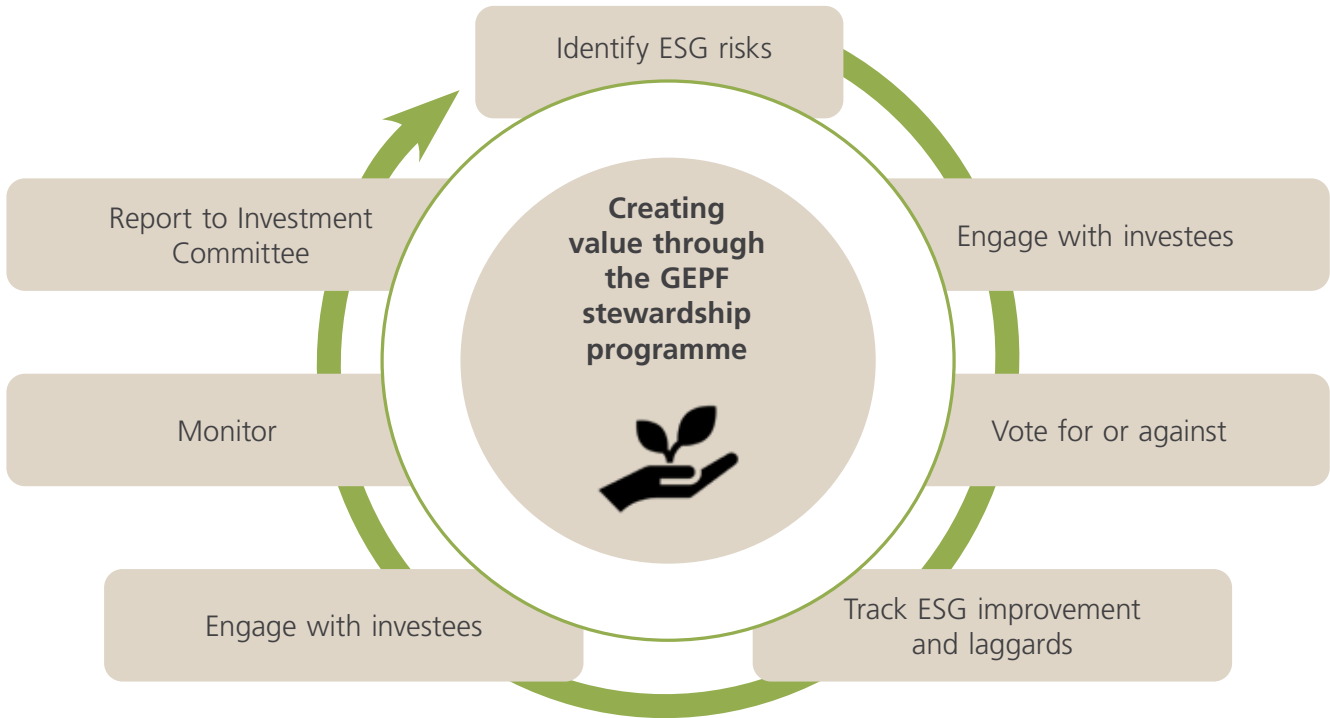 Identify ESG risks
Engage with investees
Vote for or against
Track ESG improvement
and laggards
Engage with investees
Monitor
Report to Investment
Committee
Creating
value through
the GEPF
stewardship
programme